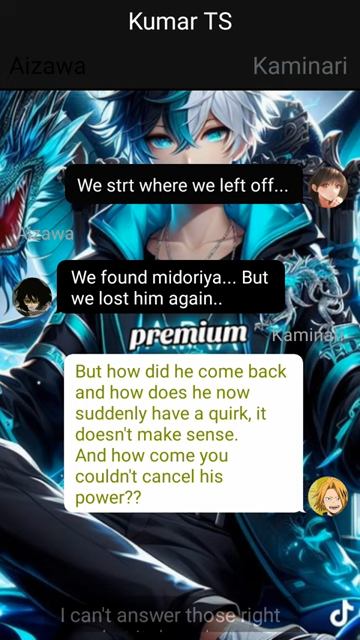 Kumar TS
Aizawa
Kaminari
We strt where we left off...
Aizawa
We found midoriya... But
we lost him again..
premium
Kaminari
But how did he come back
and how does he now
suddenly have a quirk, it
doesn't make sense.
And how come you
couldn't cancel his
power??
I can't answer those right